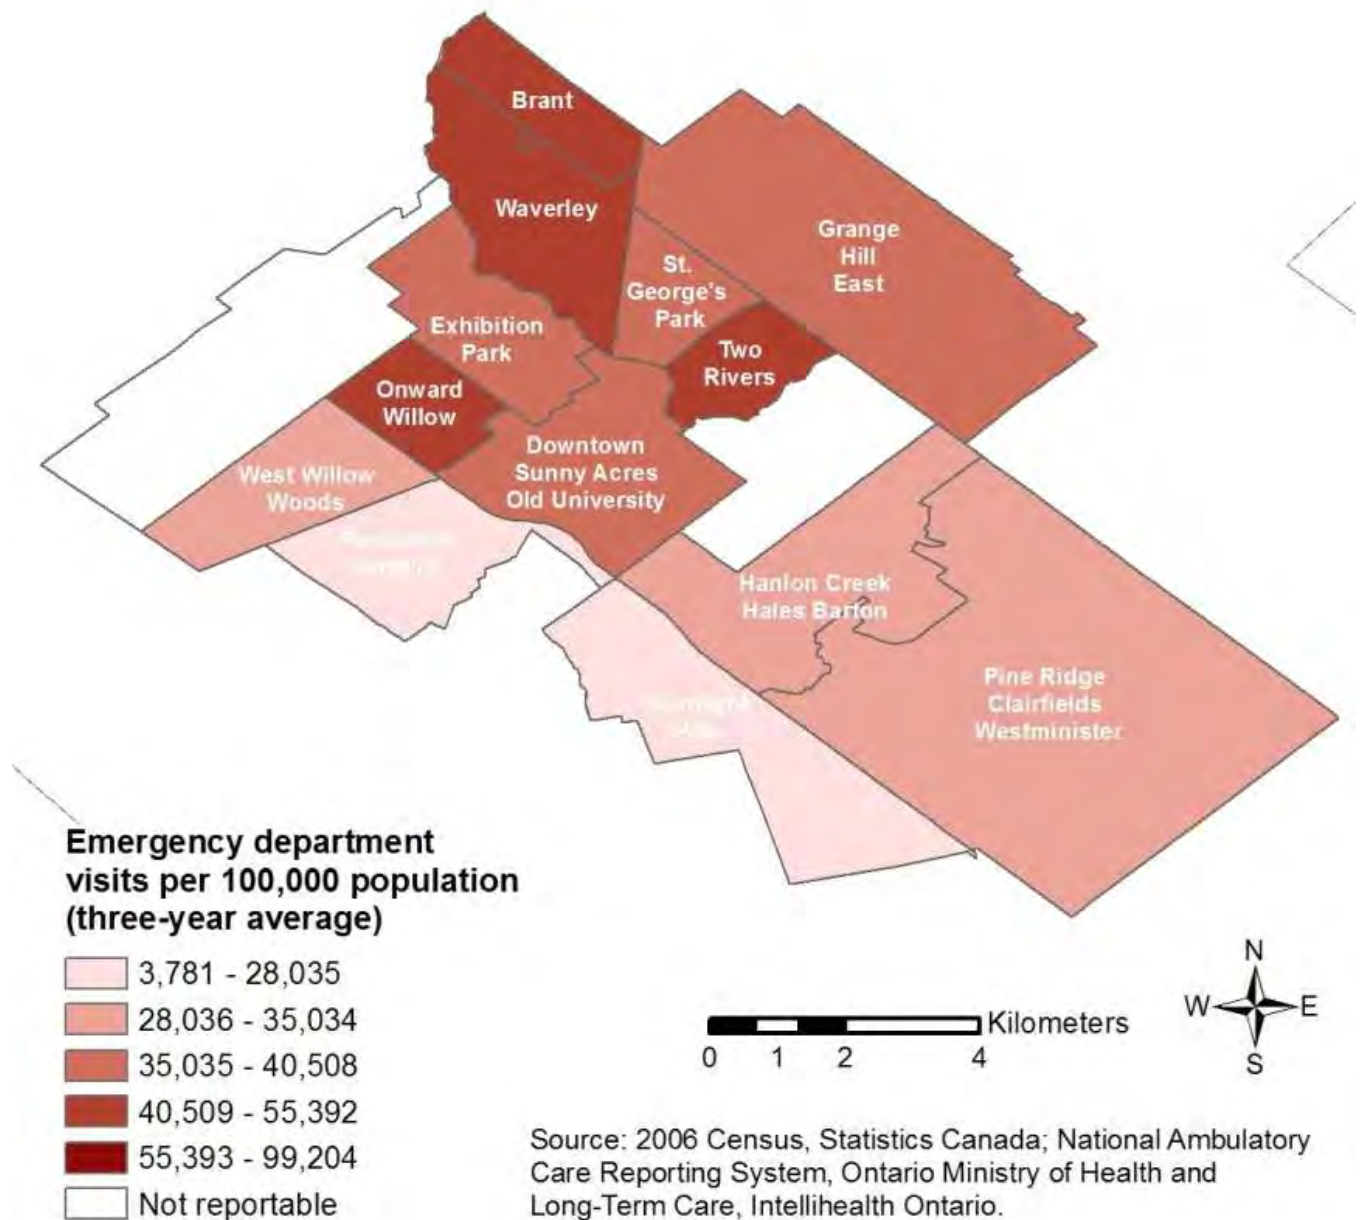 Brant
Waverley
Grange
Hill
East
St.
George's
Park
Exhibition
Park
Two
Rivers
Onward
Willow
Downtown
Sunny Acres
Old University
West Willow
Woods
Hanlon Creek
Hales Barton
Pine Ridge
Clairfields
Westminister
Emergency department
visits per 100,000 population
(three-year average)
3,781 - 28,035
28,036 - 35,034
35,035 - 40,508
40,509 - 55,392
55,393 - 99,204
Not reportable
N
W E
S
Kilometers
0 1 2 4
Source: 2006 Census, Statistics Canada; National Ambulatory
Care Reporting System, Ontario Ministry of Health and
Long-Term Care, Intellihealth Ontario.